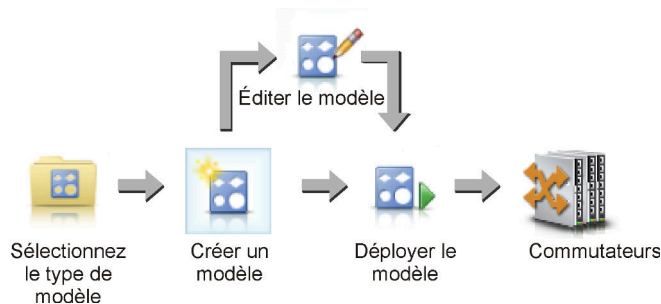 Éditer le modèle
Sélectionnez
le type de
modèle
Créer un
modèle
Déployer le
modèle
Commutateurs